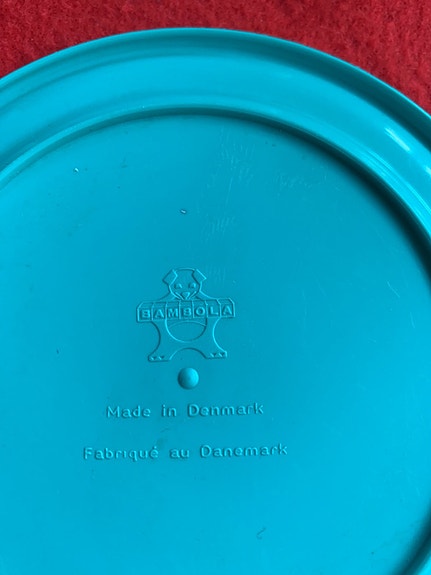 BAMBOLA
Made in Denmark
Fabriqué au Danemark